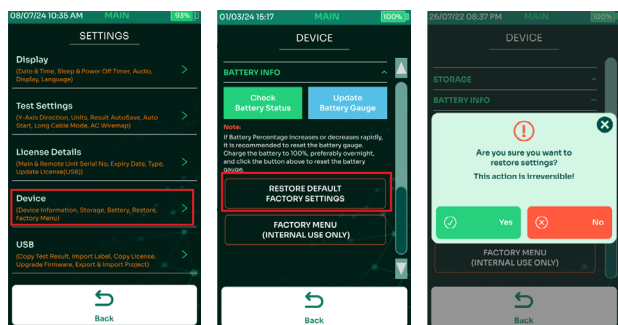 08/07/24 10:35 AM MAIN 93%
SETTINGS
Display
(Date & Time, Sleep & Power Off Timer, Audio,
Display, Language)
Test Settings
(Y-Axis Direction, Units, Result AutoSave, Auto
Start, Long Cable Mode, AC Wiremap)
License Details
(Main & Remote Unit Serial No, Expiry Date, Type,
Update License(USB))
Device
(Device Information, Storage, Battery, Restore,
Factory Menu)
USB
(Copy Test Result, Import Label, Copy License,
Upgrade Firmware, Export & Import Project)
Back
01/03/24 15:17 MAIN 100%
DEVICE
BATTERY INFO
Check
Battery Status
Update
Battery Gauge
Note:
If Battery Percentage increases or decreases rapidly,
it is recommended to reset the battery gauge.
Charge the battery to 100%, preferably overnight,
and click the button above to reset the battery
gauge.
RESTORE DEFAULT
FACTORY SETTINGS
FACTORY MENU
(INTERNAL USE ONLY)
Back
26/07/22 08:37 PM MAIN 100%
DEVICE
STORAGE
BATTERY INFO
Are you sure you want to
restore settings?
This action is irreversible!
Yes
No
FACTORY MENU
(INTERNAL USE ONLY)
Back